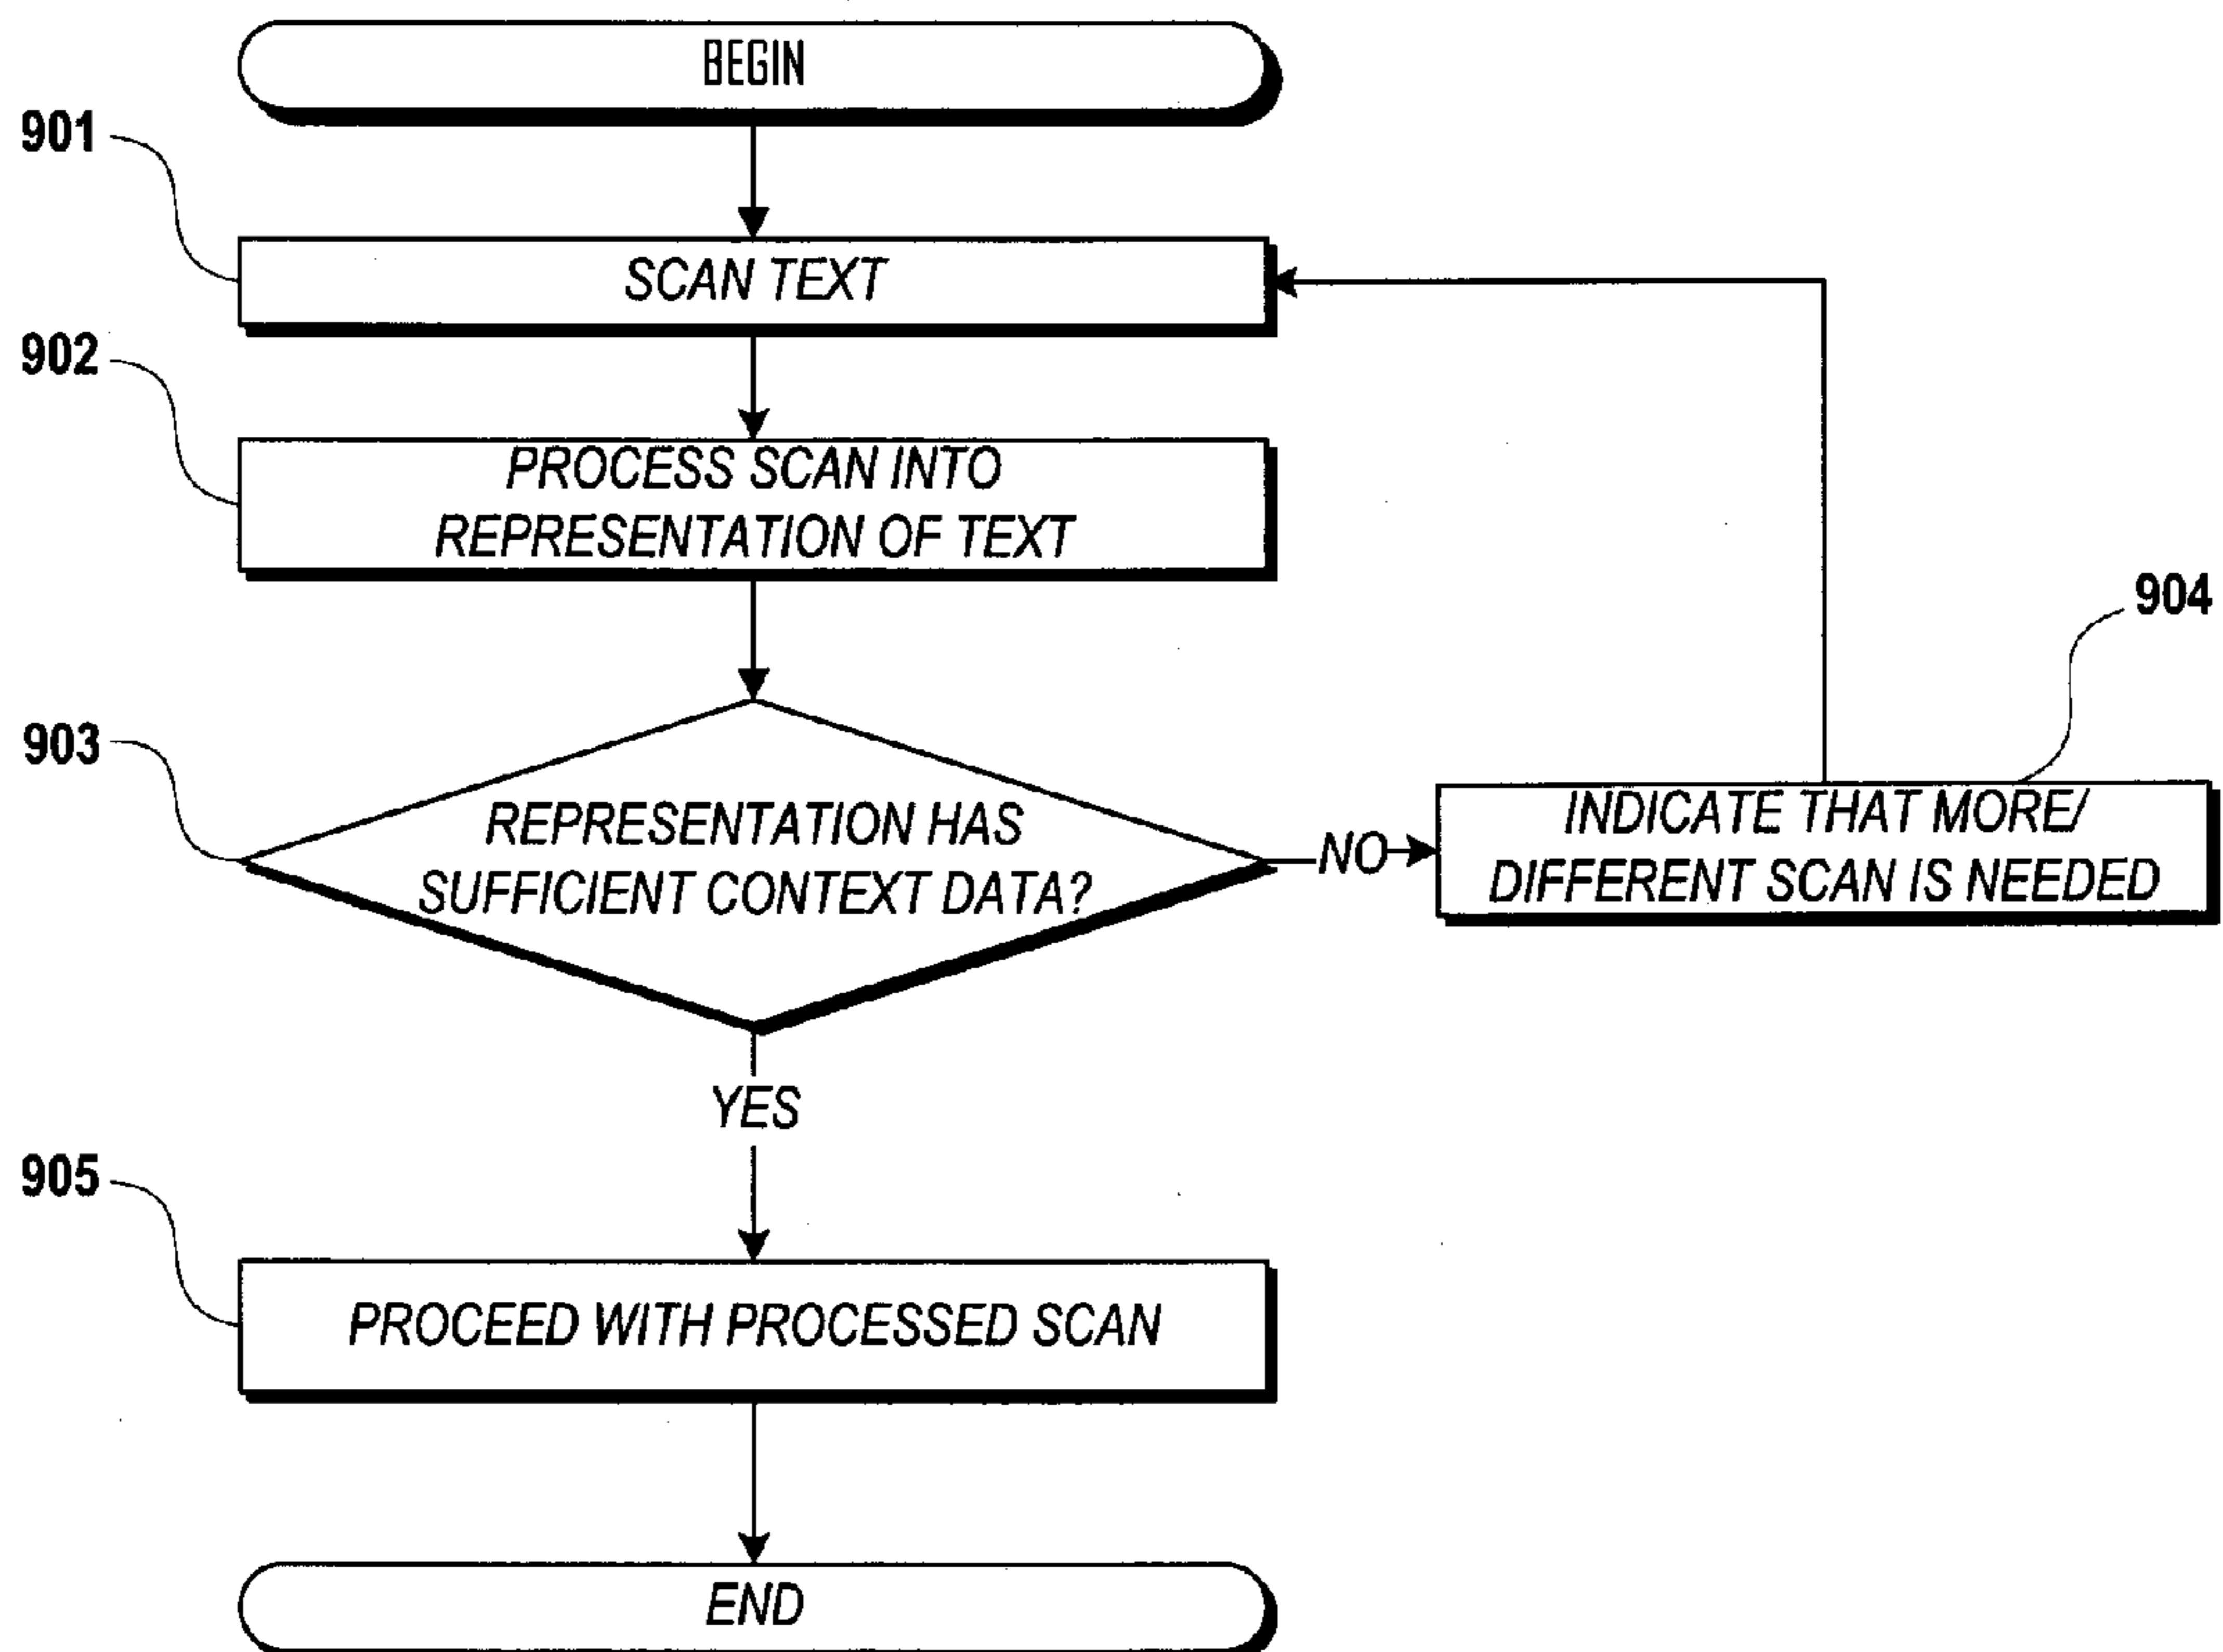 BEGIN
901
SCAN TEXT
902
PROCESS SCAN INTO
REPRESENTATION OF TEXT
904
903
REPRESENTATION HAS
SUFFICIENT CONTEXT DATA?
NO
INDICATE THAT MORE/
DIFFERENT SCAN IS NEEDED
YES
905
PROCEED WITH PROCESSED SCAN
END